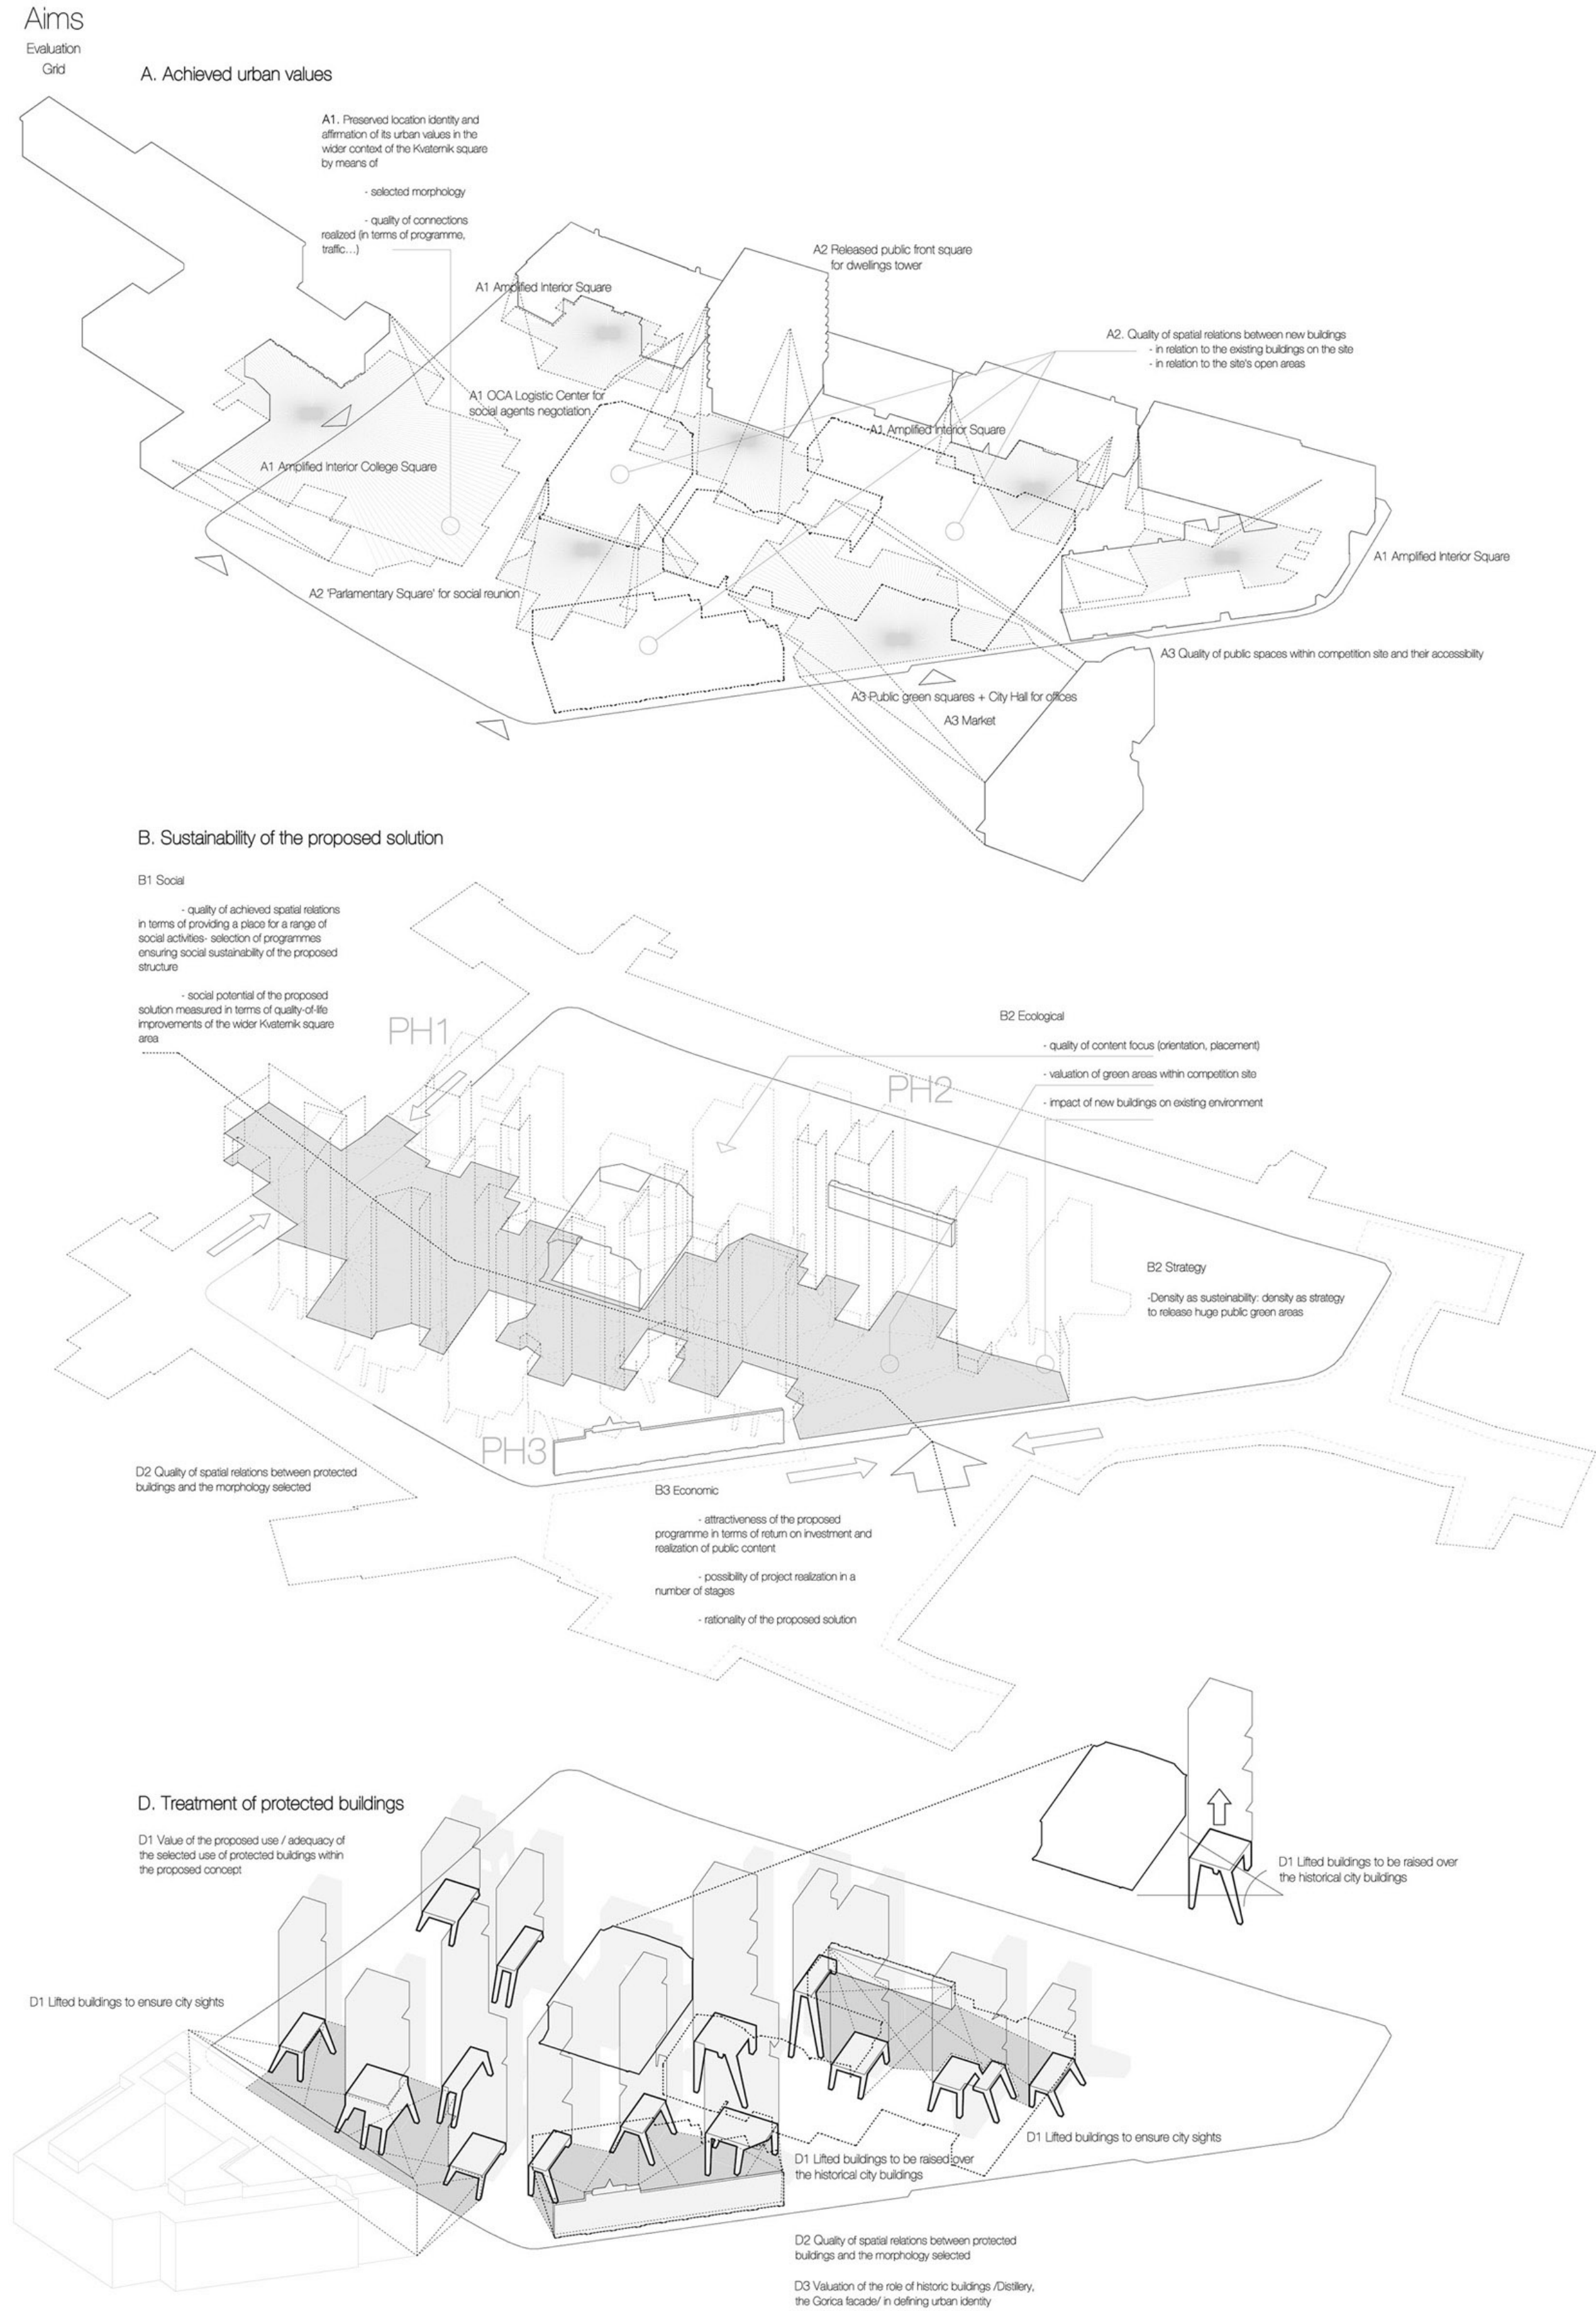 Aims
Evaluation
Grid
A. Achieved urban values
A1. Preserved location identity and
affirmation of its urban values in the
wider context of the Kvaternik square
by means of
- selected morphology
- quality of connections
realized (in terms of programme,
traffic...)
A1 Amplified Interior Square
A2 Released public front square
for dwellings tower
A2. Quality of spatial relations between new buildings
- in relation to the existing buildings on the site
- in relation to the site's open areas
A1 OCA Logistic Center for
social agents negotiation
A1 Amplified Interior Square
A1 Amplified Interior College Square
A1 Amplified Interior Square
A2 'Parlamentary Square' for social reunion
A3 Quality of public spaces within competition site and their accessibility
A3 Public green squares + City Hall for offices
A3 Market
B. Sustainability of the proposed solution
B1 Social
- quality of achieved spatial relations
in terms of providing a place for a range of
social activities- selection of programmes
ensuring social sustainability of the proposed
structure
- social potential of the proposed
solution measured in terms of quality-of-life
improvements of the wider Kvaternik square
area
PH1
B2 Ecological
- quality of content focus (orientation, placement)
- valuation of green areas within competition site
- impact of new buildings on existing environment
PH2
B2 Strategy
-Density as sustainability: density as strategy
to release huge public green areas
PH3
D2 Quality of spatial relations between protected
buildings and the morphology selected
B3 Economic
- attractiveness of the proposed
programme in terms of return on investment and
realization of public content
- possibility of project realization in a
number of stages
- rationality of the proposed solution
D. Treatment of protected buildings
D1 Value of the proposed use / adequacy of
the selected use of protected buildings within
the proposed concept
D1 Lifted buildings to be raised over
the historical city buildings
D1 Lifted buildings to ensure city sights
D1 Lifted buildings to ensure city sights
D1 Lifted buildings to be raised over
the historical city buildings
D2 Quality of spatial relations between protected
buildings and the morphology selected
D3 Valuation of the role of historic buildings /Distillery,
the Gorica facade/ in defining urban identity